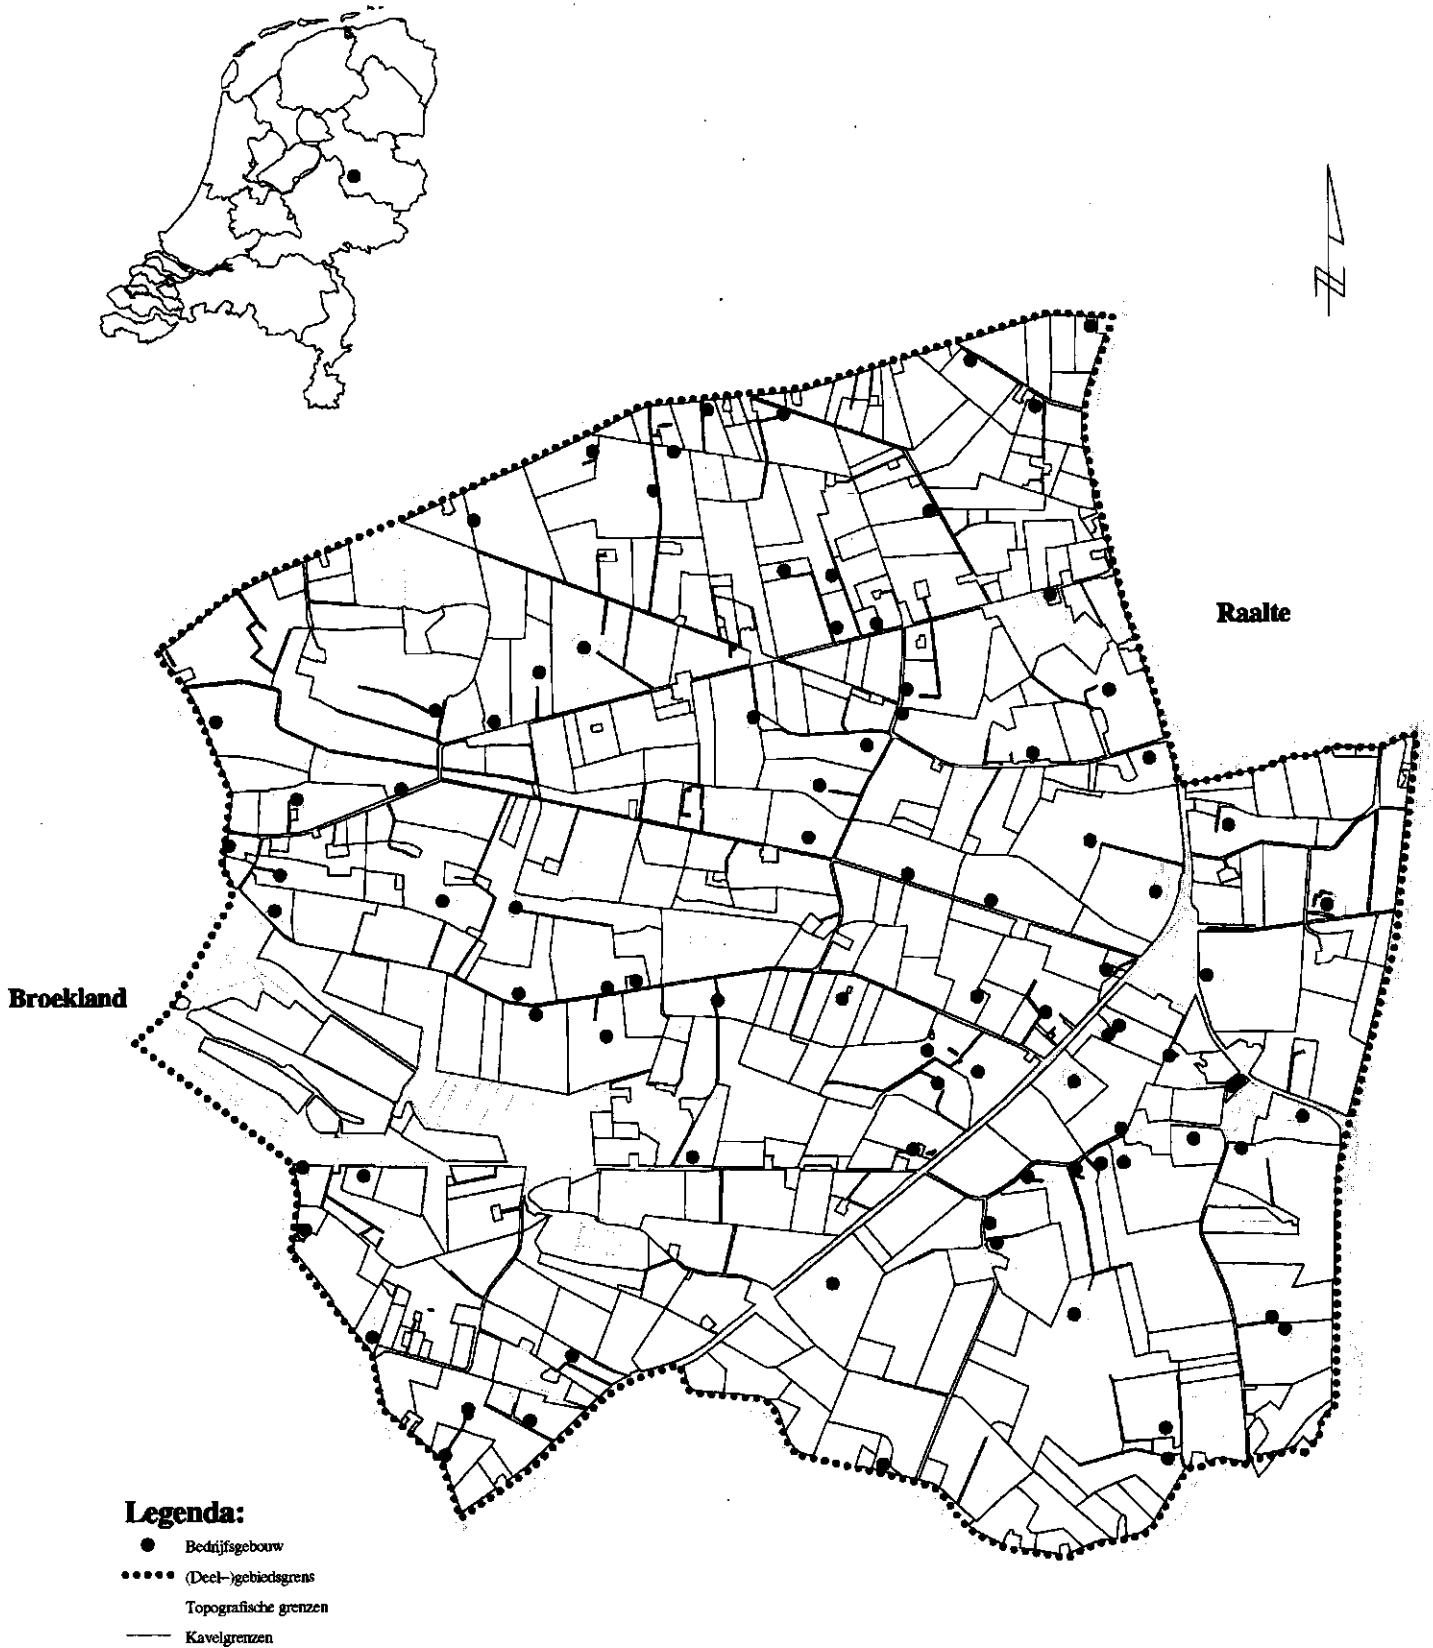 Raalte
Broekland
Legenda:
Bedrijfsgebouw
(Deel-)gebiedsgrens
Topografische grenzen
Kavelgrenzen